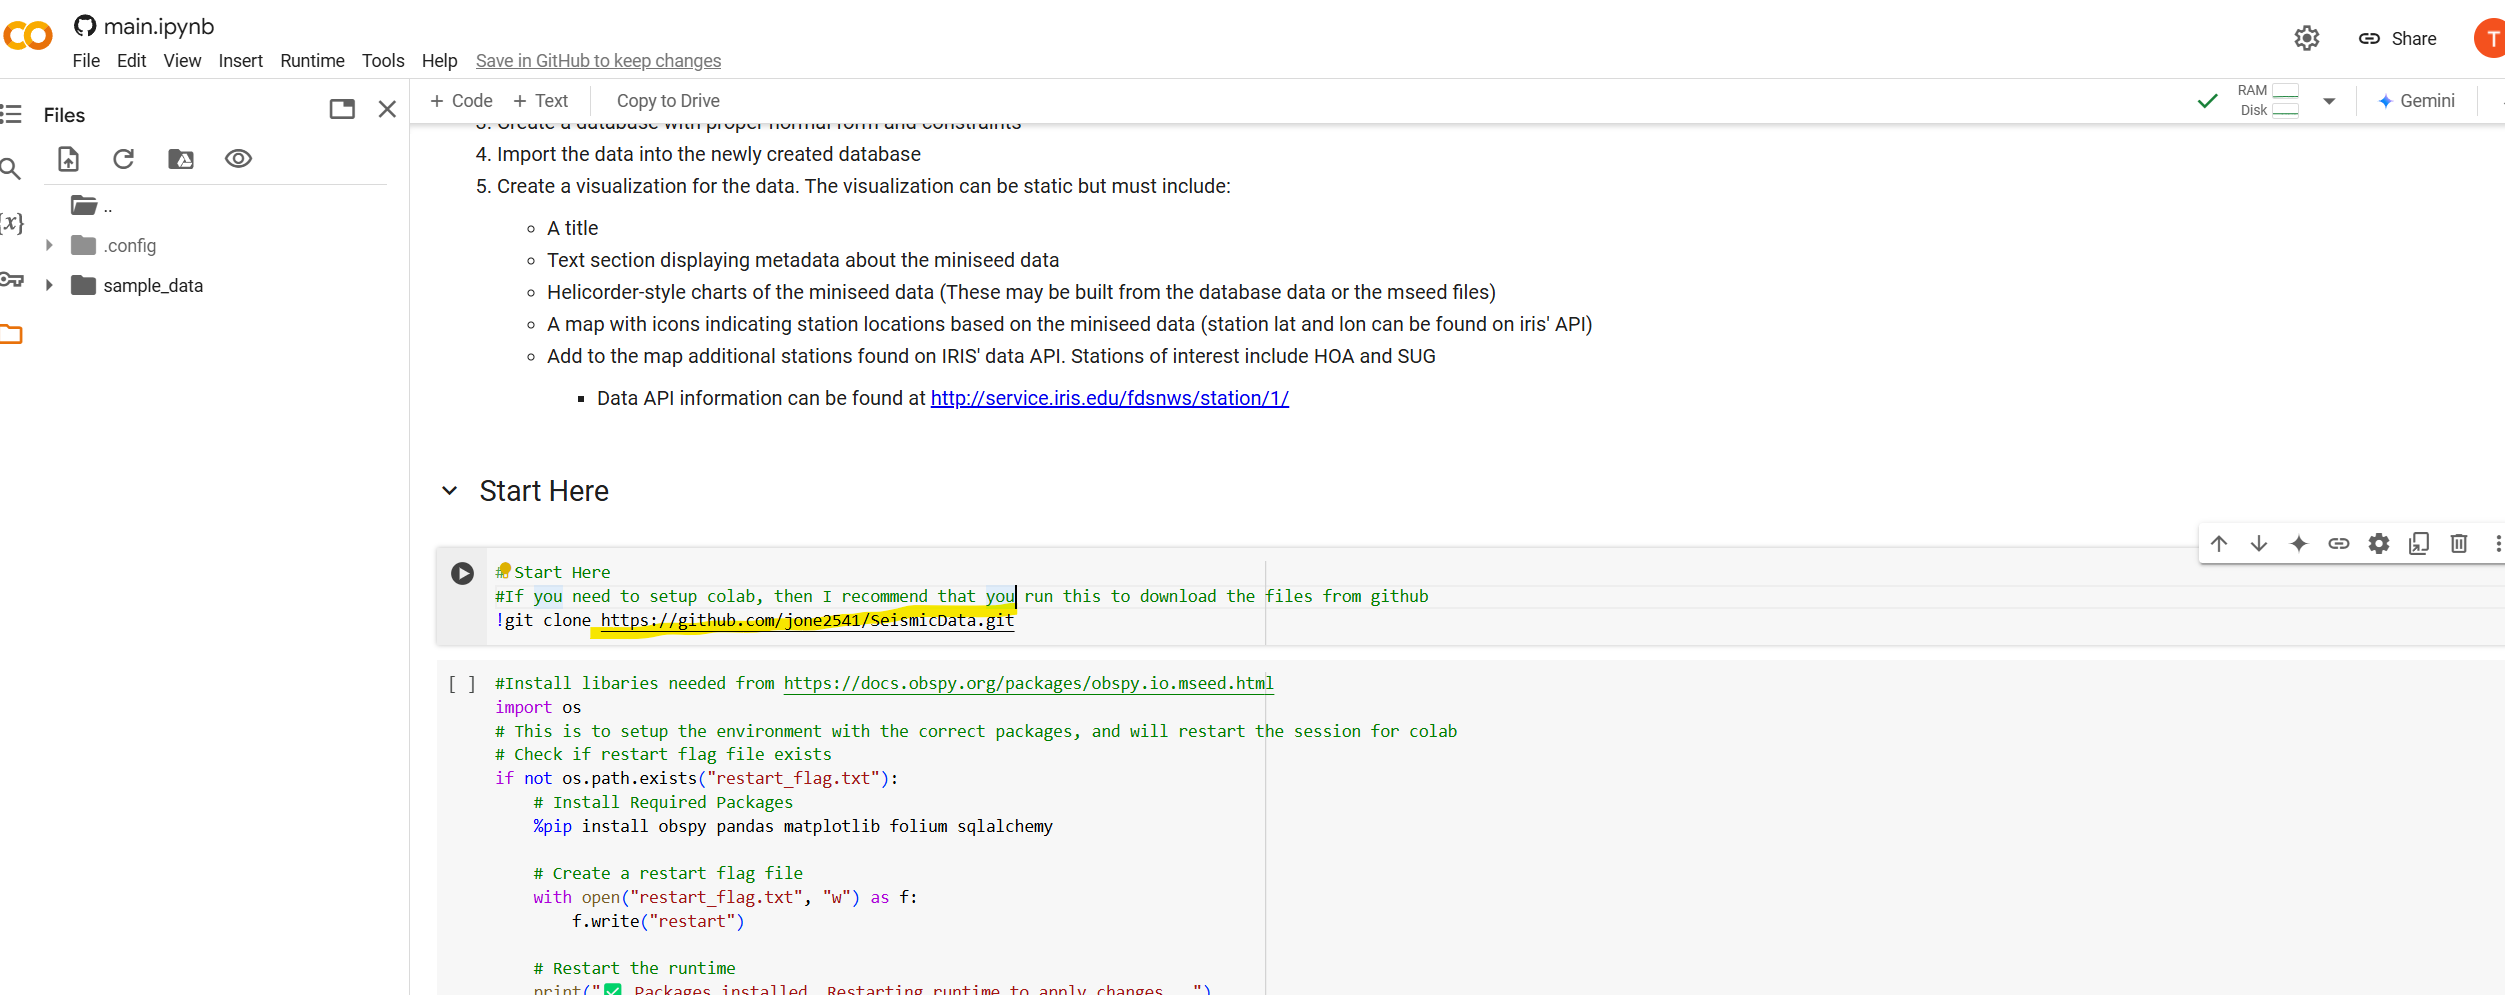 main.ipynb
File Edit View Insert Runtime Tools Help Save in GitHub to keep changes
Share
T
Files
+ Code + Text Copy to Drive
RAM
Disk
Gemini
..
.config
sample_data
{x}
3. Create a database with proper normal form and constraints
4. Import the data into the newly created database
5. Create a visualization for the data. The visualization can be static but must include:
A title
Text section displaying metadata about the miniseed data
Helicorder-style charts of the miniseed data (These may be built from the database data or the mseed files)
A map with icons indicating station locations based on the miniseed data (station lat and lon can be found on iris' API)
Add to the map additional stations found on IRIS' data API. Stations of interest include HOA and SUG
Data API information can be found at http://service.iris.edu/fdsnws/station/1/
Start Here
# Start Here
#If you need to setup colab, then I recommend that you run this to download the files from github
!git clone https://github.com/jone2541/SeismicData.git
[ ] #Install libaries needed from https://docs.obspy.org/packages/obspy.io.mseed.html
import os
# This is to setup the environment with the correct packages, and will restart the session for colab
# Check if restart flag file exists
if not os.path.exists("restart_flag.txt"):
# Install Required Packages
%pip install obspy pandas matplotlib folium sqlalchemy
# Create a restart flag file
with open("restart_flag.txt", "w") as f:
f.write("restart")
# Restart the runtime
print("✅ Packages installed. Restarting runtime to apply changes...")